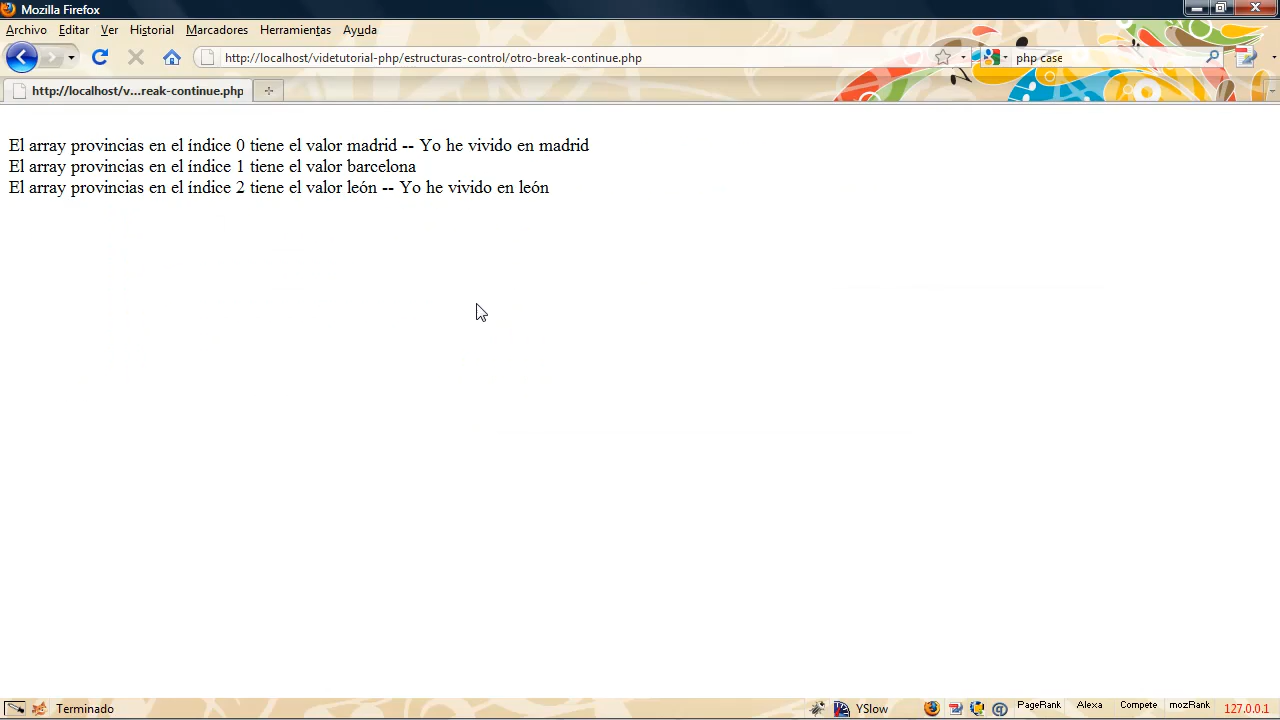 Mozilla Firefox
Archivo Editar Ver Historial Marcadores Herramientas Ayuda
http://localhost/videtutorial-php/estructuras-control/otro-break-continue.php
php case
http://localhost/v...reak-continue.php
El array provincias en el índice 0 tiene el valor madrid -- Yo he vivido en madrid
El array provincias en el índice 1 tiene el valor barcelona
El array provincias en el índice 2 tiene el valor león -- Yo he vivido en león
Terminado YSlow PageRank Alexa Compete mozRank 127.0.0.1